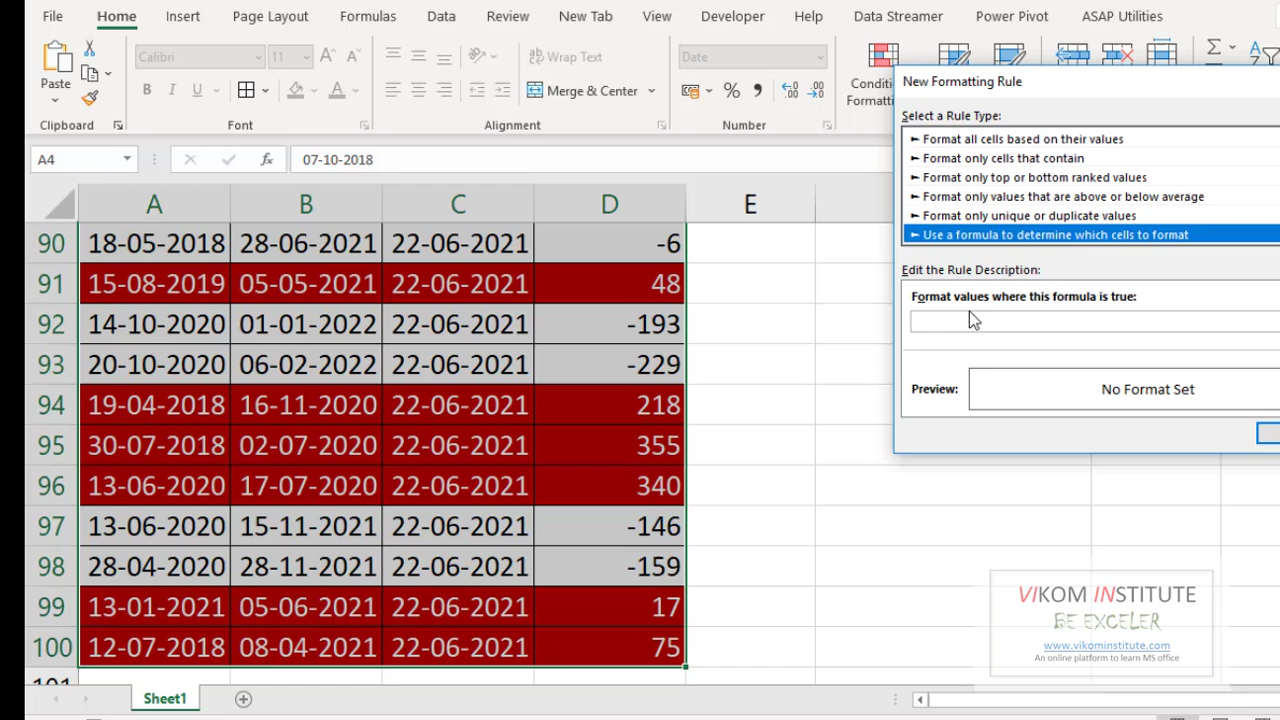 File Home Insert Page Layout Formulas Data Review New Tab View Developer Help Data Streamer Power Pivot ASAP Utilities
Calibri 11 Wrap Text Date
Paste B I U A Merge & Center % Formatt
Clipboard Font Alignment Number
A4 fx 07-10-2018
A B C D E
90 18-05-2018 28-06-2021 22-06-2021 -6
91 15-08-2019 05-05-2021 22-06-2021 48
92 14-10-2020 01-01-2022 22-06-2021 -193
93 20-10-2020 06-02-2022 22-06-2021 -229
94 19-04-2018 16-11-2020 22-06-2021 218
95 30-07-2018 02-07-2020 22-06-2021 355
96 13-06-2020 17-07-2020 22-06-2021 340
97 13-06-2020 15-11-2021 22-06-2021 -146
98 28-04-2020 28-11-2021 22-06-2021 -159
99 13-01-2021 05-06-2021 22-06-2021 17
100 12-07-2018 08-04-2021 22-06-2021 75
Sheet1
New Formatting Rule
Select a Rule Type:
► Format all cells based on their values
► Format only cells that contain
► Format only top or bottom ranked values
► Format only values that are above or below average
► Format only unique or duplicate values
► Use a formula to determine which cells to format
Edit the Rule Description:
Format values where this formula is true:
Preview: No Format Set
VIKOM INSTITUTE
BE EXCELER
www.vikominstitute.com
An online platform to learn MS office